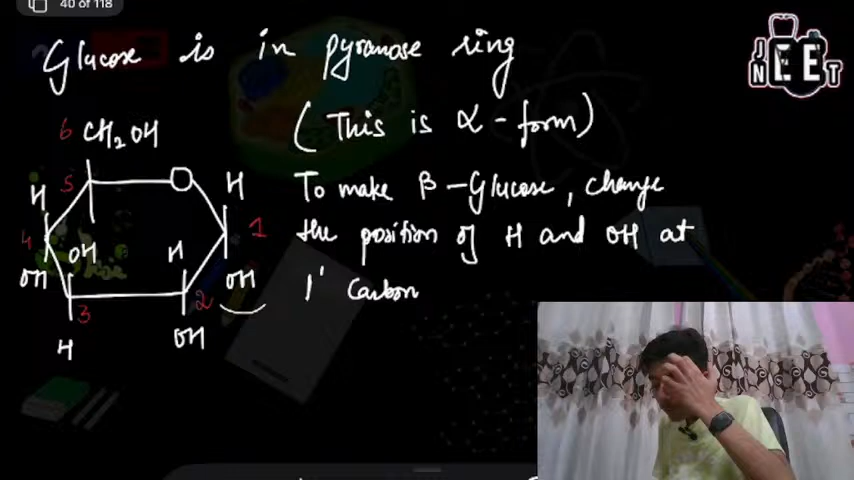 40 of 118
Glucose is in pyranose ring
JNEET
(This is α-form)
6 CH₂OH
To make β-Glucose, change
the position of H and OH at
1' Carbon
5 O H
H
4 1
OH H
OH OH
3 2
H OH